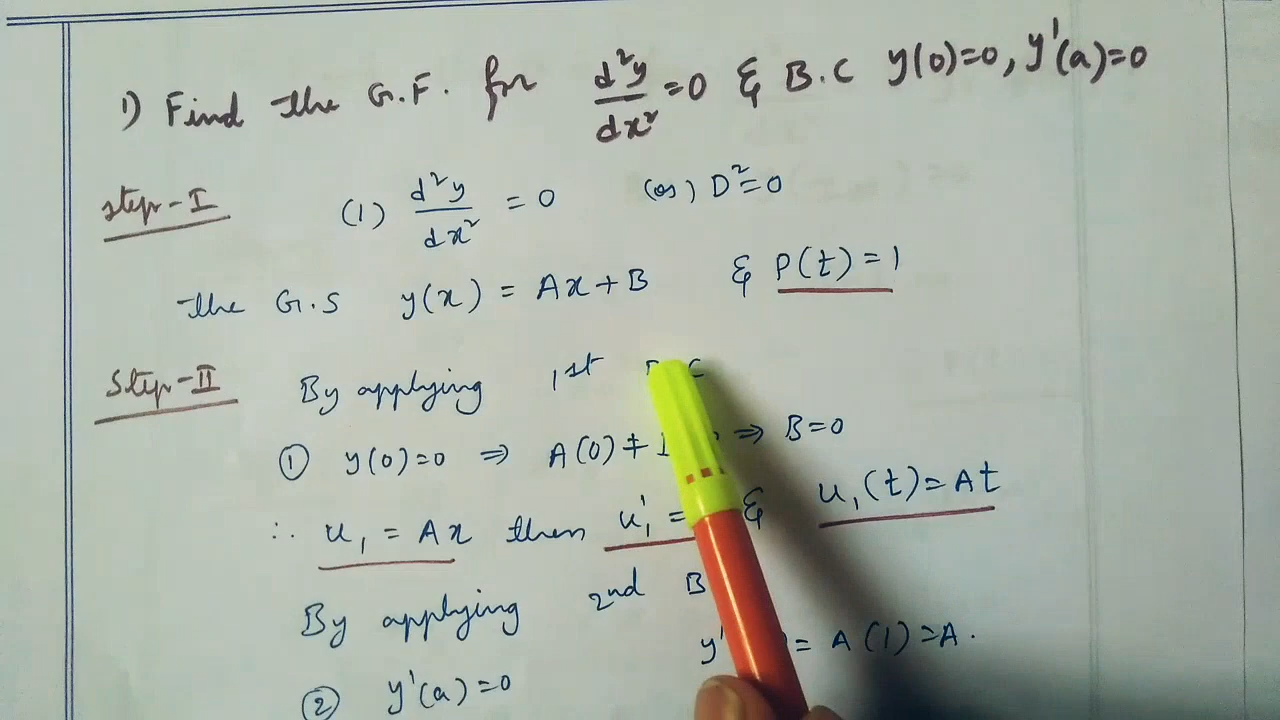 1) Find the G.F. for d²y/dx² = 0 & B.C y(0)=0, y'(a)=0
Step-I (1) d²y/dx² = 0 (or) D²=0
The G.S y(x) = Ax+B & P(t) = 1
Step-II By applying 1st
① y(0)=0 ⇒ A(0)+ ⇒ B=0
∴ u₁ = Ax then u₁' = & u₁(t) = At
By applying 2nd B
y' = A(1) = A.
② y'(a) = 0